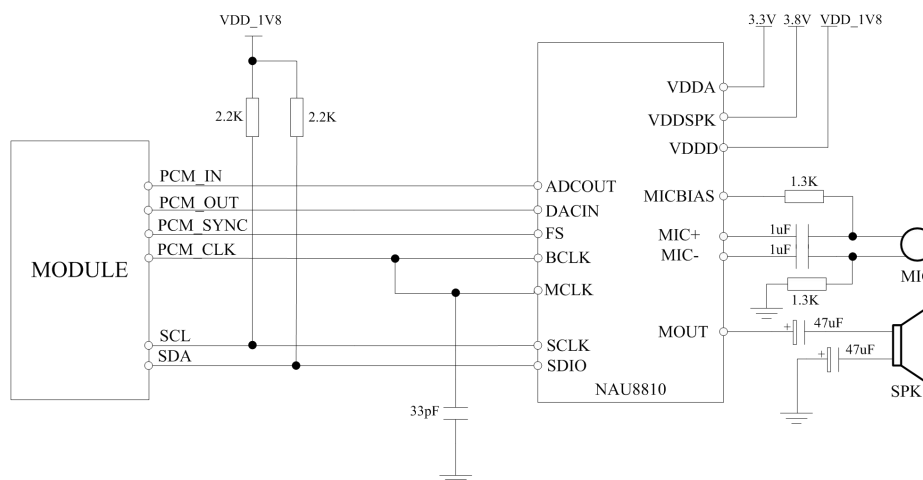 VDD_1V8
3.3V 3.8V VDD_1V8
2.2K
2.2K
VDDA
VDDSPK
VDDD
PCM_IN
ADCOUT
MICBIAS
1.3K
PCM_OUT
DACIN
PCM_SYNC
FS
MIC+
1uF
PCM_CLK
BCLK
MIC-
1uF
MODULE
MCLK
MI
1.3K
SCL
SCLK
MOUT
+
47uF
SDA
SDIO
+
47uF
NAU8810
SPK
33pF